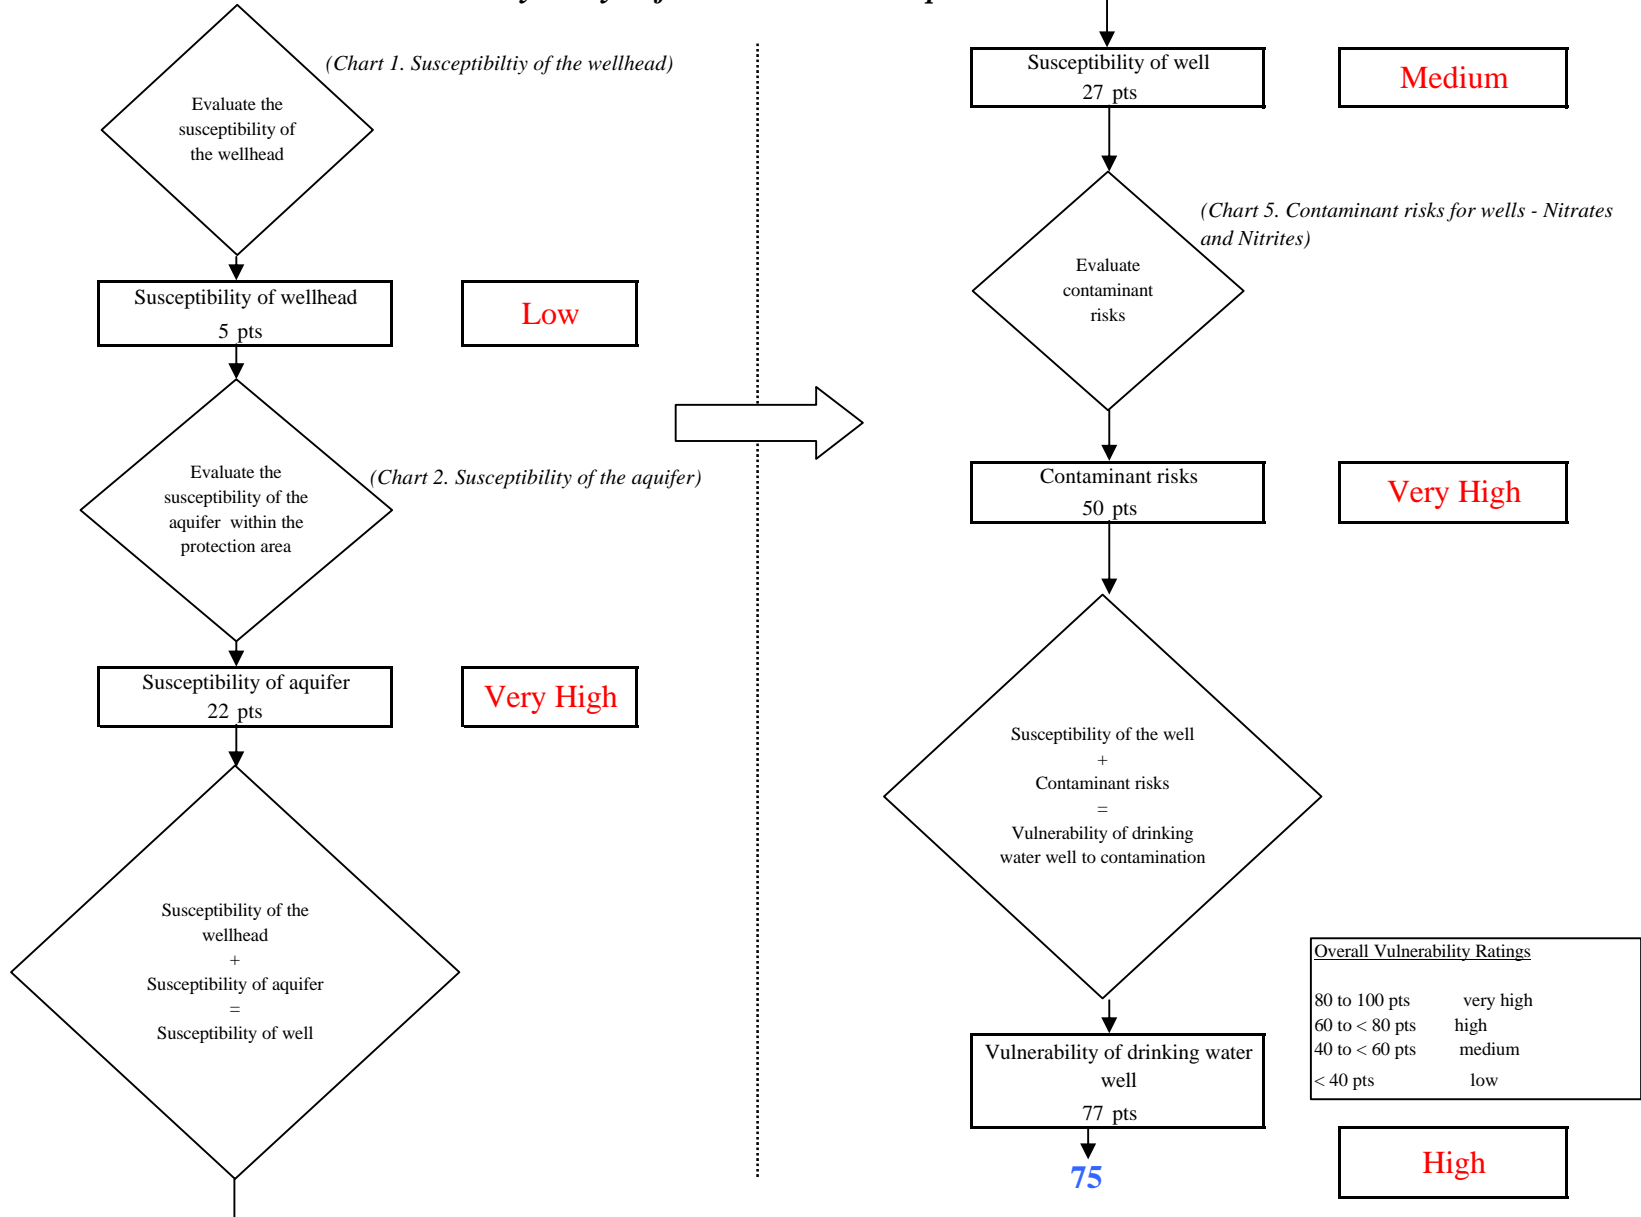 (Chart 1. Susceptibiltiy of the wellhead)
Evaluate the
susceptibility of
the wellhead
Susceptibility of wellhead
5 pts
Low
Evaluate the
susceptibility of the
aquifer within the
protection area
(Chart 2. Susceptibility of the aquifer)
Susceptibility of aquifer
22 pts
Very High
Susceptibility of the
wellhead
+
Susceptibility of aquifer
=
Susceptibility of well
Susceptibility of well
27 pts
Medium
(Chart 5. Contaminant risks for wells - Nitrates
and Nitrites)
Evaluate
contaminant
risks
Contaminant risks
50 pts
Very High
Susceptibility of the well
+
Contaminant risks
=
Vulnerability of drinking
water well to contamination
Overall Vulnerability Ratings
80 to 100 pts very high
60 to < 80 pts high
40 to < 60 pts medium
< 40 pts low
Vulnerability of drinking water
well
77 pts
75
High